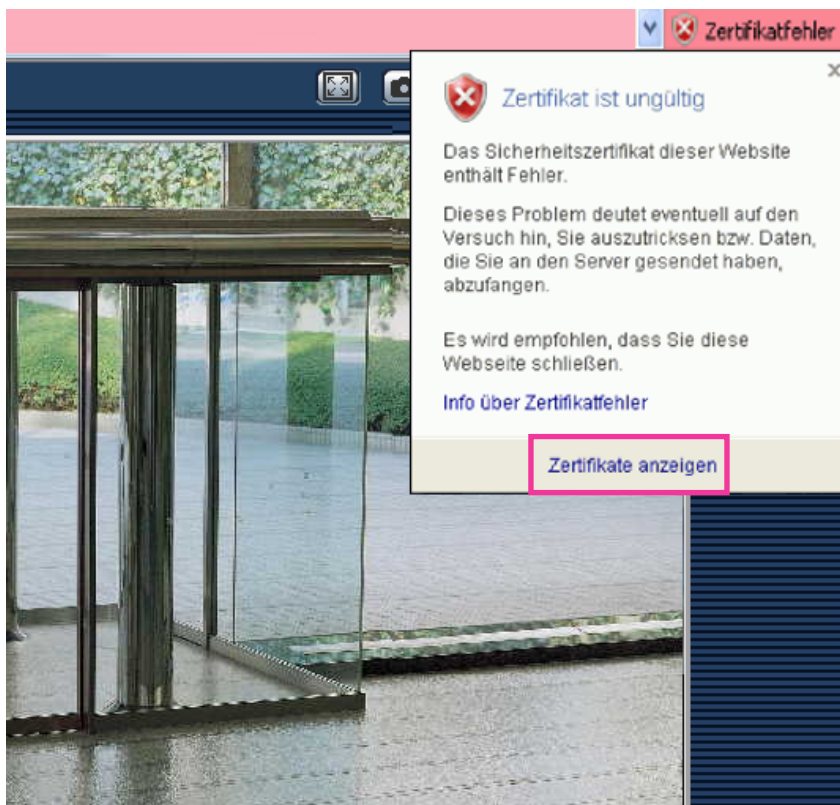 Zertifikatfehler
Zertifikat ist ungültig
Das Sicherheitszertifikat dieser Website
enthält Fehler.
Dieses Problem deutet eventuell auf den
Versuch hin, Sie auszutricksen bzw. Daten,
die Sie an den Server gesendet haben,
abzufangen.
Es wird empfohlen, dass Sie diese
Webseite schließen.
Info über Zertifikatfehler
Zertifikate anzeigen